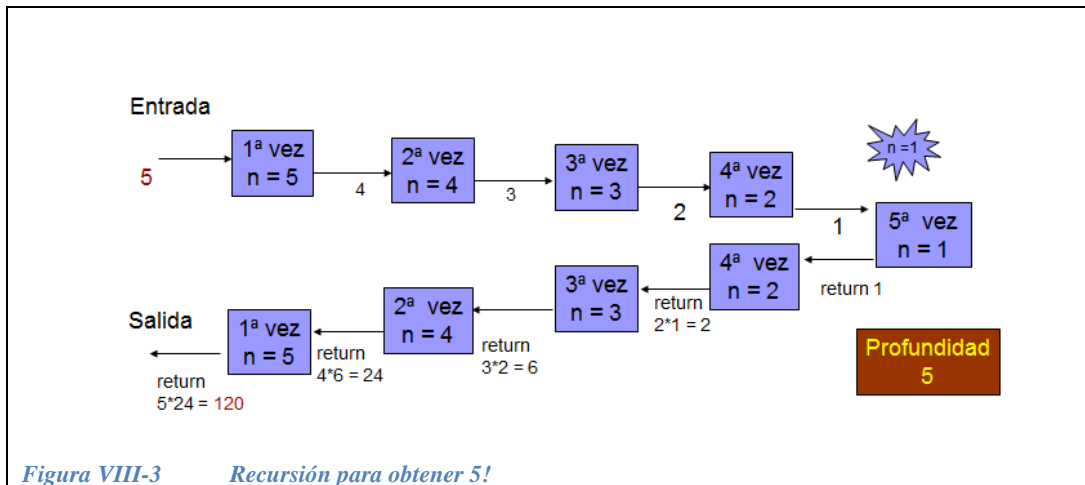 Entrada
5
1ª vez
n = 5
4
2ª vez
n = 4
3
3ª vez
n = 3
2
4ª vez
n = 2
1
n =1
5ª vez
n = 1
return 1
4ª vez
n = 2
return
2*1 = 2
3ª vez
n = 3
return
3*2 = 6
2ª vez
n = 4
return
4*6 = 24
1ª vez
n = 5
Salida
return
5*24 = 120
Profundidad
5
Figura VIII-3 Recursión para obtener 5!